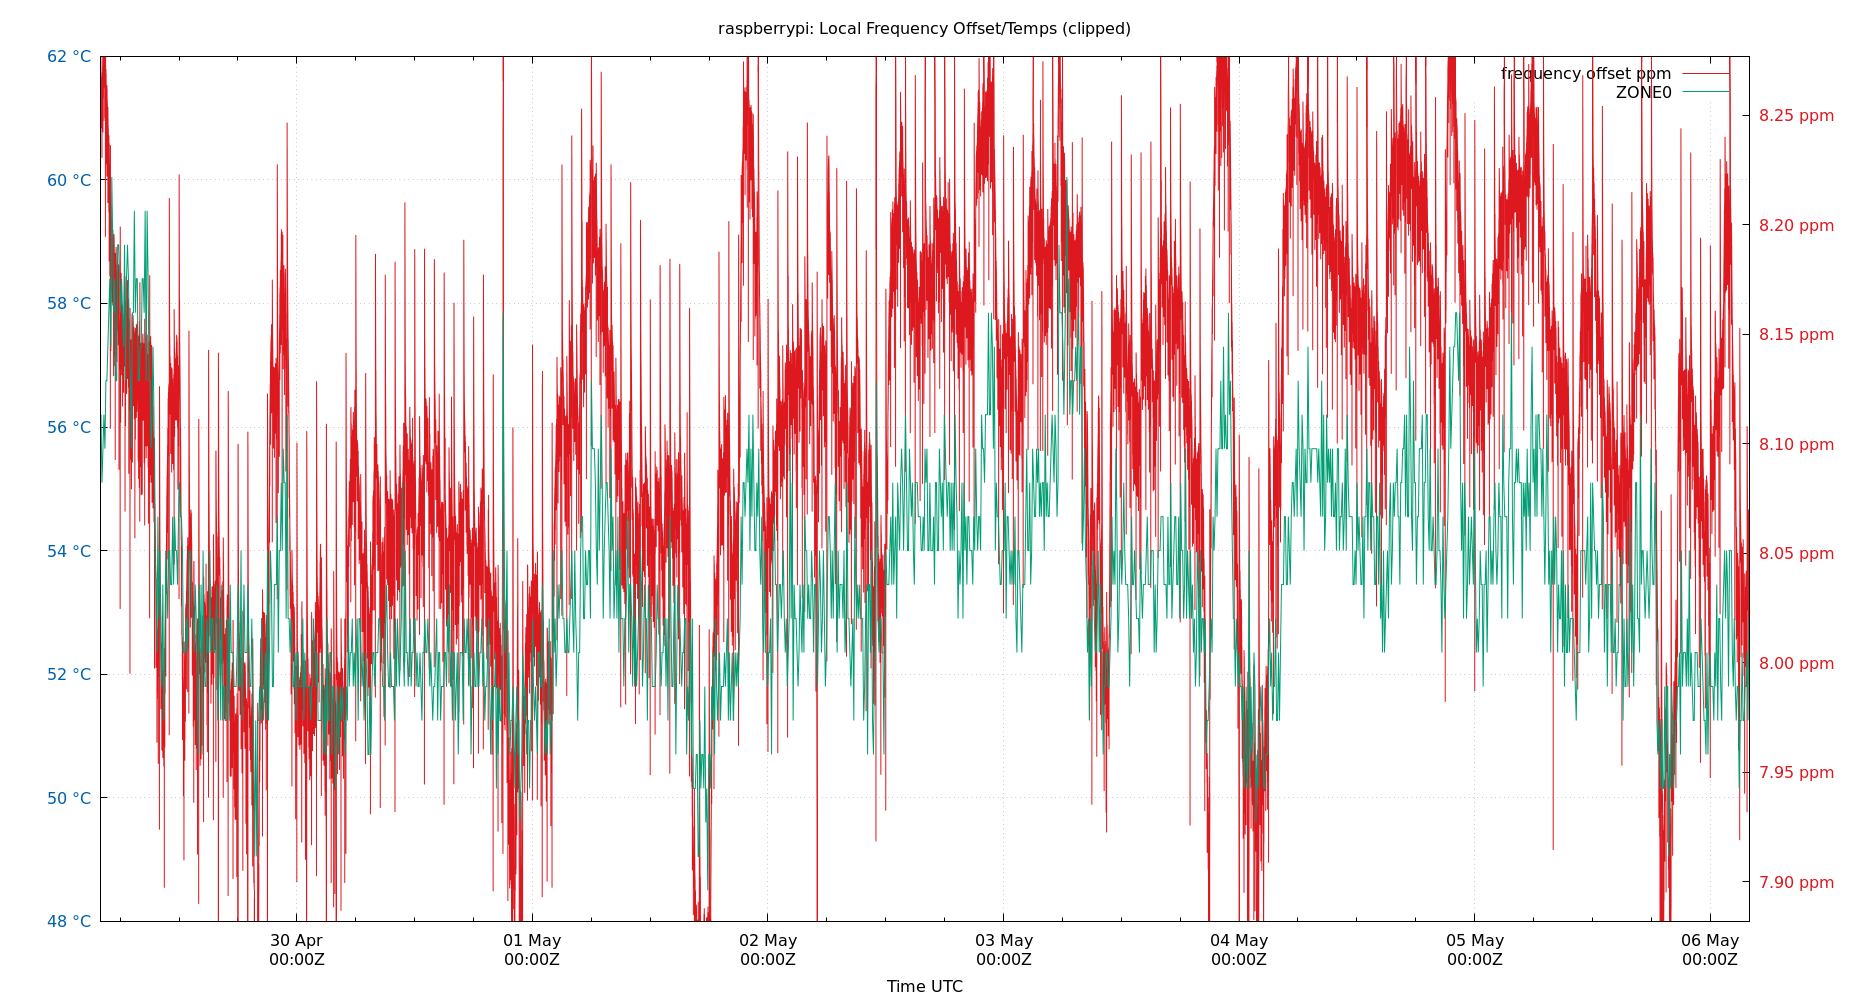 raspberrypi: Local Frequency Offset/Temps (clipped)
frequency offset ppm
ZONE0
62 °C
60 °C
58 °C
56 °C
54 °C
52 °C
50 °C
48 °C
8.25 ppm
8.20 ppm
8.15 ppm
8.10 ppm
8.05 ppm
8.00 ppm
7.95 ppm
7.90 ppm
30 Apr
00:00Z
01 May
00:00Z
02 May
00:00Z
03 May
00:00Z
04 May
00:00Z
05 May
00:00Z
06 May
00:00Z
Time UTC